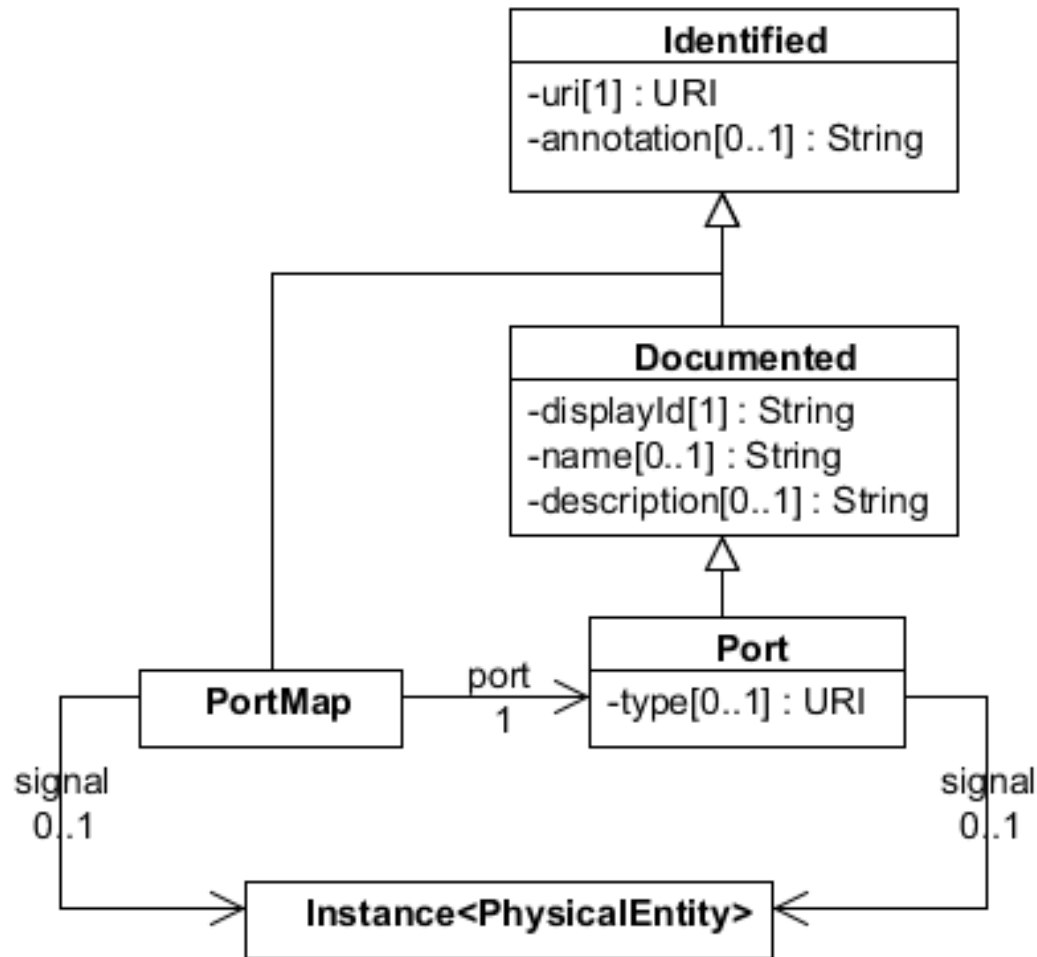 Identified
-uri[1] : URI
-annotation[0..1] : String
Documented
-displayId[1] : String
-name[0..1] : String
-description[0..1] : String
PortMap
port
1
Port
-type[0..1] : URI
signal
0..1
signal
0..1
Instance<PhysicalEntity>